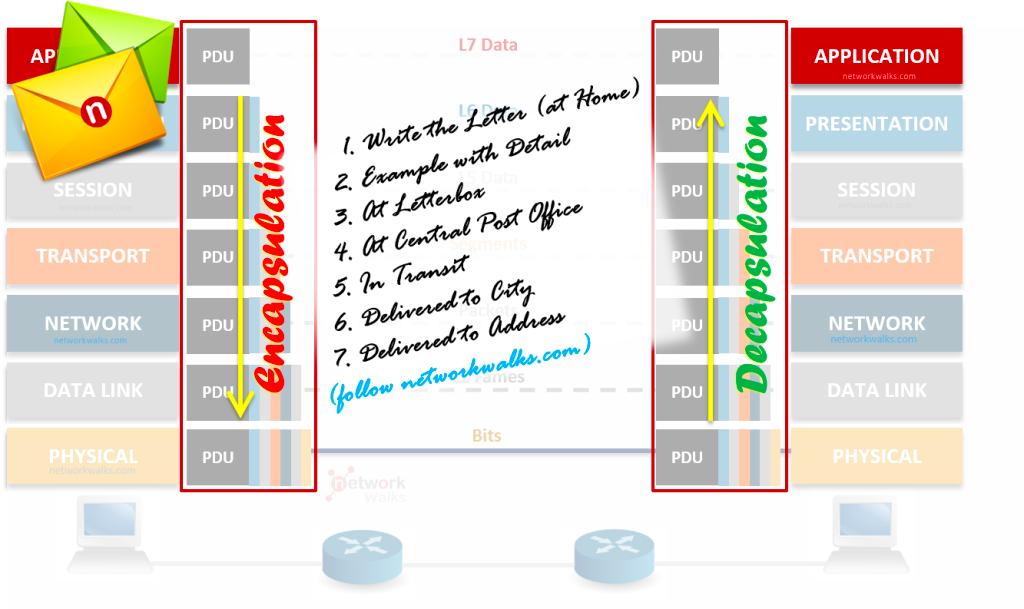 APPLICATION
networkwalks.com
PRESENTATION
SESSION
TRANSPORT
NETWORK
networkwalks.com
DATA LINK
PHYSICAL
networkwalks.com
n
PDU
PDU
PDU
PDU
PDU
PDU
PDU
Encapsulation
L7 Data
L6 Data
L5 Data
Segments
Packets
Frames
Bits
1. Write the Letter (at Home)
2. Example with Detail
3. At Letterbox
4. At Central Post Office
5. In Transit
6. Delivered to City
7. Delivered to Address
(follow networkwalks.com)
network
walks
PDU
PDU
PDU
PDU
PDU
PDU
PDU
Decapsulation
SESSION
TRANSPORT
NETWORK
networkwalks.com
DATA LINK
PHYSICAL